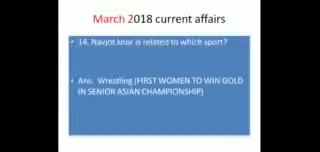 March 2018 current affairs
• 14. Navjot kour is related to which sport?
• Ans:  Wrestling (FIRST WOMEN TO WIN GOLD
IN SENIOR ASIAN CHAMPIONSHIP)